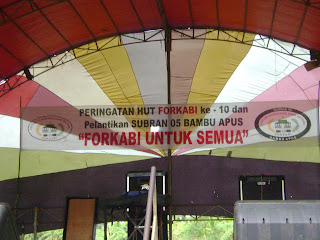 PERINGATAN HUT FORKABI ke - 10 dan
Pelantikan SUBRAN 05 BAMBU APUS
"FORKABI UNTUK SEMUA"